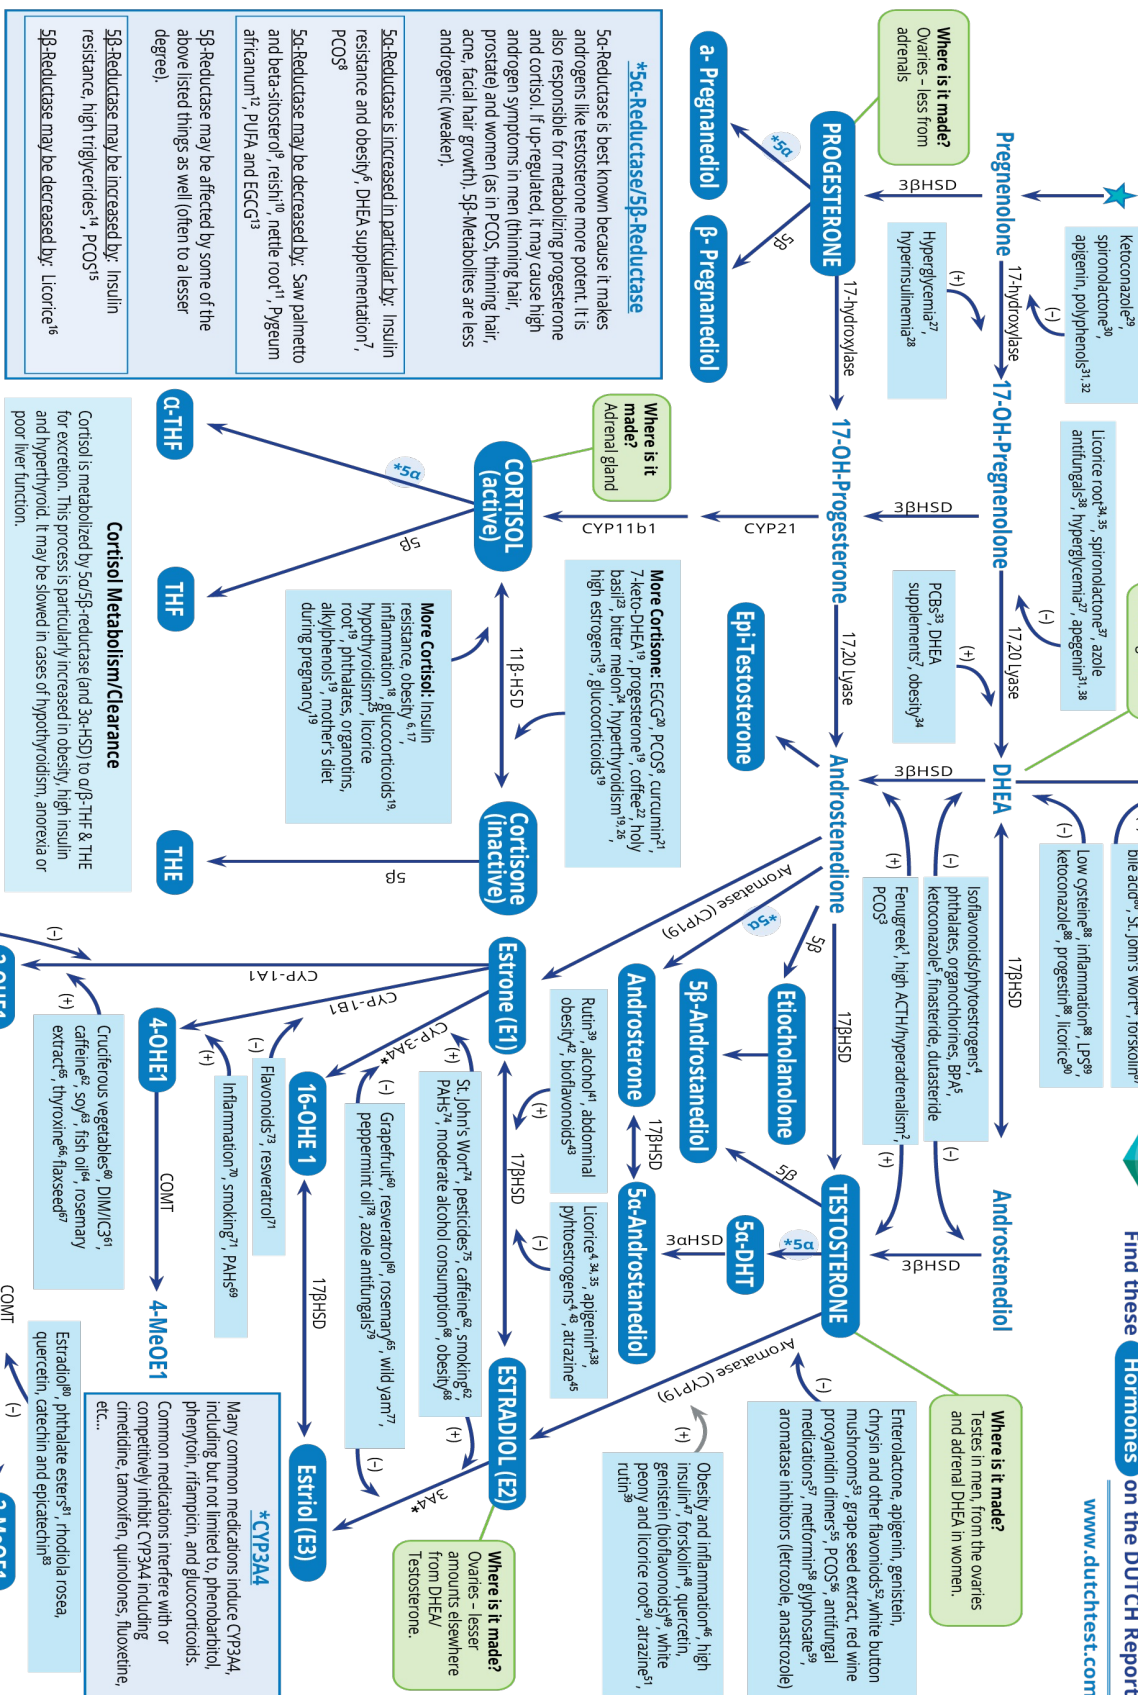 Find these Hormones on the DUTCH Report
www.dutchtest.com
Ketoconazole²⁹,
spironolactone³⁰,
apigenin, polyphenols³¹,³²
(-)
Pregnenolone
17-hydroxylase
17-OH-Pregnenolone
17,20 Lyase
DHEA
17βHSD
Androstenediol
Licorice root³⁴,³⁵, spironolactone³⁷, azole
antifungals³⁸, hyperglycemia²⁷, apegenin³¹,³⁸
(-)
Low cysteine⁸⁸, inflammation⁸⁸, LPS⁸⁹,
ketoconazole⁸⁸, progestin⁸⁸, licorice⁹⁰
(-)
Where is it made?
Ovaries – less from
adrenals
3βHSD
(+)
Hyperglycemia²⁷,
hyperinsulinemia²⁸
3βHSD
(+)
PCBs³³, DHEA
supplements⁷, obesity³⁴
3βHSD
(-)
Isoflavonoids/phytoestrogens⁴,
phthalates, organochlorines, BPA⁵,
ketoconazole⁵, finasteride, dutasteride
(-)
(+)
Fenugreek¹, high ACTH/hyperadrenalism²,
PCOS³
(+)
3βHSD
Where is it made?
Testes in men, from the ovaries
and adrenal DHEA in women.
PROGESTERONE
17-hydroxylase
17-OH-Progesterone
17,20 Lyase
Androstenedione
17βHSD
TESTOSTERONE
*5α
5β
a- Pregnanediol
β- Pregnanediol
CYP21
CYP11b1
Epi-Testosterone
Aromatase (CYP19)
*5α
5β
Etiocholanolone
5β-Androstanediol
Androsterone
5β
*5α
5α-DHT
3αHSD
17βHSD
5α-Androstanediol
Aromatase (CYP19)
(-)
Enterolactone, apigenin, genistein,
chrysin and other flavonoids⁵²,white button
mushrooms⁵³, grape seed extract, red wine
procyanidin dimers⁵⁵, PCOS⁵⁶, antifungal
medications⁵⁷, metformin⁵⁸ glyphosate⁵⁹,
aromatase inhibitors (letrozole, anastrozole)
(+)
Obesity and inflammation⁴⁶, high
insulin⁴⁷, forskolin⁴⁸, quercetin,
genistein (bioflavonoids)⁴⁹, white
peony and licorice root⁵⁰, atrazine⁵¹,
rutin³⁹
*5α-Reductase/5β-Reductase
5α-Reductase is best known because it makes
androgens like testosterone more potent. It is
also responsible for metabolizing progesterone
and cortisol. If up-regulated, it may cause high
androgen symptoms in men (thinning hair,
prostate) and women (as in PCOS, thinning hair,
acne, facial hair growth). 5β-Metabolites are less
androgenic (weaker).
5α-Reductase is increased in particular by: Insulin
resistance and obesity⁶, DHEA supplementation⁷,
PCOS⁸
5α-Reductase may be decreased by: Saw palmetto
and beta-sitosterol⁹, reishi¹⁰, nettle root¹¹, Pygeum
africanum¹², PUFA and EGCG¹³
5β-Reductase may be affected by some of the
above listed things as well (often to a lesser
degree).
5β-Reductase may be increased by: Insulin
resistance, high triglycerides¹⁴, PCOS¹⁵
5β-Reductase may be decreased by: Licorice¹⁶
Where is it
made?
Adrenal gland
More Cortisone: EGCG²⁰, PCOS⁸, curcumin²¹,
7-keto-DHEA¹⁹, progesterone¹⁹, coffee²², holy
basil²³, bitter melon²⁴, hyperthyroidism¹⁹,²⁶,
high estrogens¹⁹, glucocorticoids¹⁹
CORTISOL
(active)
11β-HSD
Cortisone
(inactive)
More Cortisol: Insulin
resistance, obesity⁶,¹⁷,
inflammation¹⁸, glucocorticoids¹⁹,
hypothyroidism²⁵, licorice
root¹⁹, phthalates, organotins,
alkylphenols¹⁹, mother's diet
during pregnancy¹⁹
*5α
5β
5β
α-THF
THF
THE
Cortisol Metabolism/Clearance
Cortisol is metabolized by 5α/5β-reductase (and 3α-HSD) to α/β-THF & THE
for excretion. This process is particularly increased in obesity, high insulin
and hyperthyroid. It may be slowed in cases of hypothyroidism, anorexia or
poor liver function.
Rutin³⁹, alcohol⁴¹, abdominal
obesity⁴², bioflavonoids⁴³
(+)
Licorice⁴,³⁴,³⁵, apigenin⁴,³⁸
pyhtoestrogens⁴,⁴³, atrazine⁴⁵
(-)
Estrone (E1)
17βHSD
ESTRADIOL (E2)
Where is it made?
Ovaries – lesser
amounts elsewhere
from DHEA/
Testosterone.
(+)
St. John's Wort⁷⁴, pesticides⁷⁵, caffeine⁶², smoking⁶²,
PAHs⁷⁴, moderate alcohol consumption⁶⁸, obesity⁶⁸
(+)
(-)
Grapefruit⁶⁰, resveratrol⁶⁰, rosemary⁶⁵, wild yam⁷⁷,
peppermint oil⁷⁸, azole antifungals⁷⁹
(-)
CYP-1A1
CYP-1B1
CYP-3A4*
3A4*
16-OHE 1
17βHSD
Estriol (E3)
(-)
Flavonoids⁷³, resveratrol⁷¹
(+)
Inflammation⁷⁰, smoking⁷¹, PAHs⁶⁹
4-OHE1
COMT
4-MeOE1
(-)
(+)
Cruciferous vegetables⁶⁰, DIM/IC3⁶¹,
caffeine⁶², soy⁶³, fish oil⁶⁴, rosemary
extract⁶⁵, thyroxine⁶⁶, flaxseed⁶⁷
*CYP3A4
Many common medications induce CYP3A4,
including but not limited to, phenobarbitol,
phenytoin, rifampicin, and glucocorticoids.
Common medications interfere with or
competitively inhibit CYP3A4 including
cimetidine, tamoxifen, quinolones, fluoxetine,
etc...
Estradiol⁸⁰, phthalate esters⁸¹, rhodiola rosea,
quercetin, catechin and epicatechin⁸³
COMT
(-)